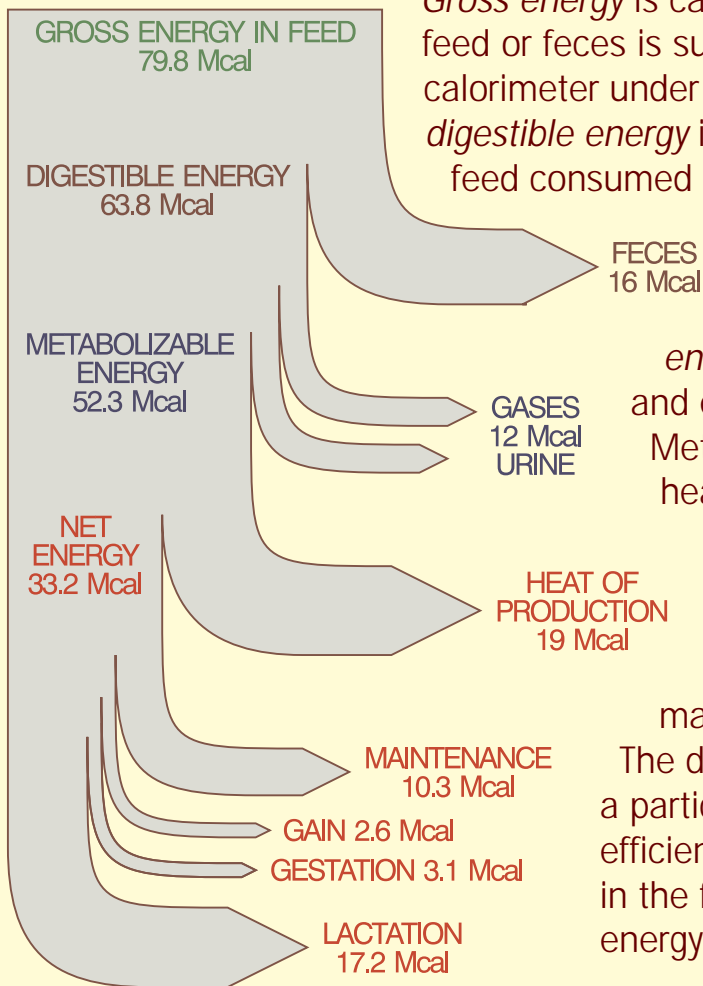 Gross energy is ca
feed or feces is su
calorimeter under
digestible energy i
feed consumed
GROSS ENERGY IN FEED
79.8 Mcal
DIGESTIBLE ENERGY
63.8 Mcal
FECES
16 Mcal
METABOLIZABLE
ENERGY
52.3 Mcal
en
and
Met
hea
GASES
12 Mcal
URINE
NET
ENERGY
33.2 Mcal
HEAT OF
PRODUCTION
19 Mcal
ma
The d
a partic
efficien
in the f
energy
MAINTENANCE
10.3 Mcal
GAIN 2.6 Mcal
GESTATION 3.1 Mcal
LACTATION
17.2 Mcal